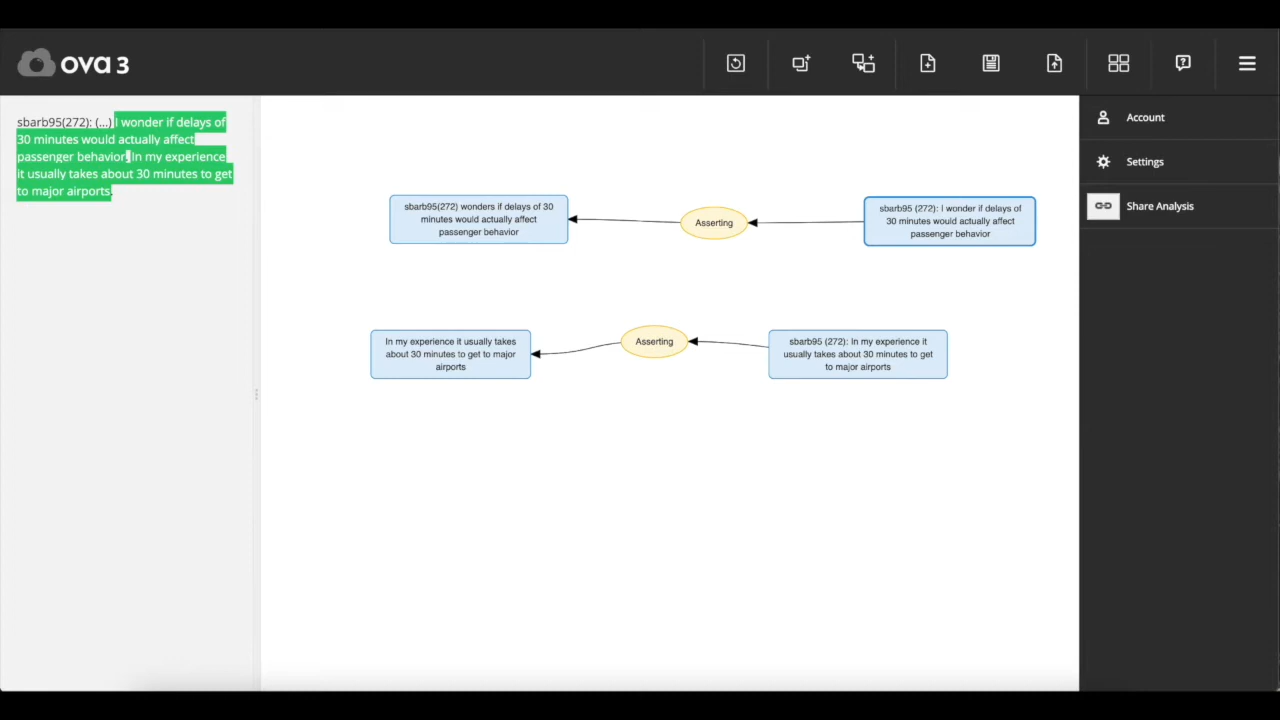 ova 3
sbarb95(272): (...) I wonder if delays of
30 minutes would actually affect
passenger behavior. In my experience
it usually takes about 30 minutes to get
to major airports.
sbarb95(272) wonders if delays of 30
minutes would actually affect
passenger behavior
Asserting
sbarb95 (272): I wonder if delays of
30 minutes would actually affect
passenger behavior
In my experience it usually takes
about 30 minutes to get to major
airports
Asserting
sbarb95 (272): In my experience it
usually takes about 30 minutes to get
to major airports
Account
Settings
Share Analysis